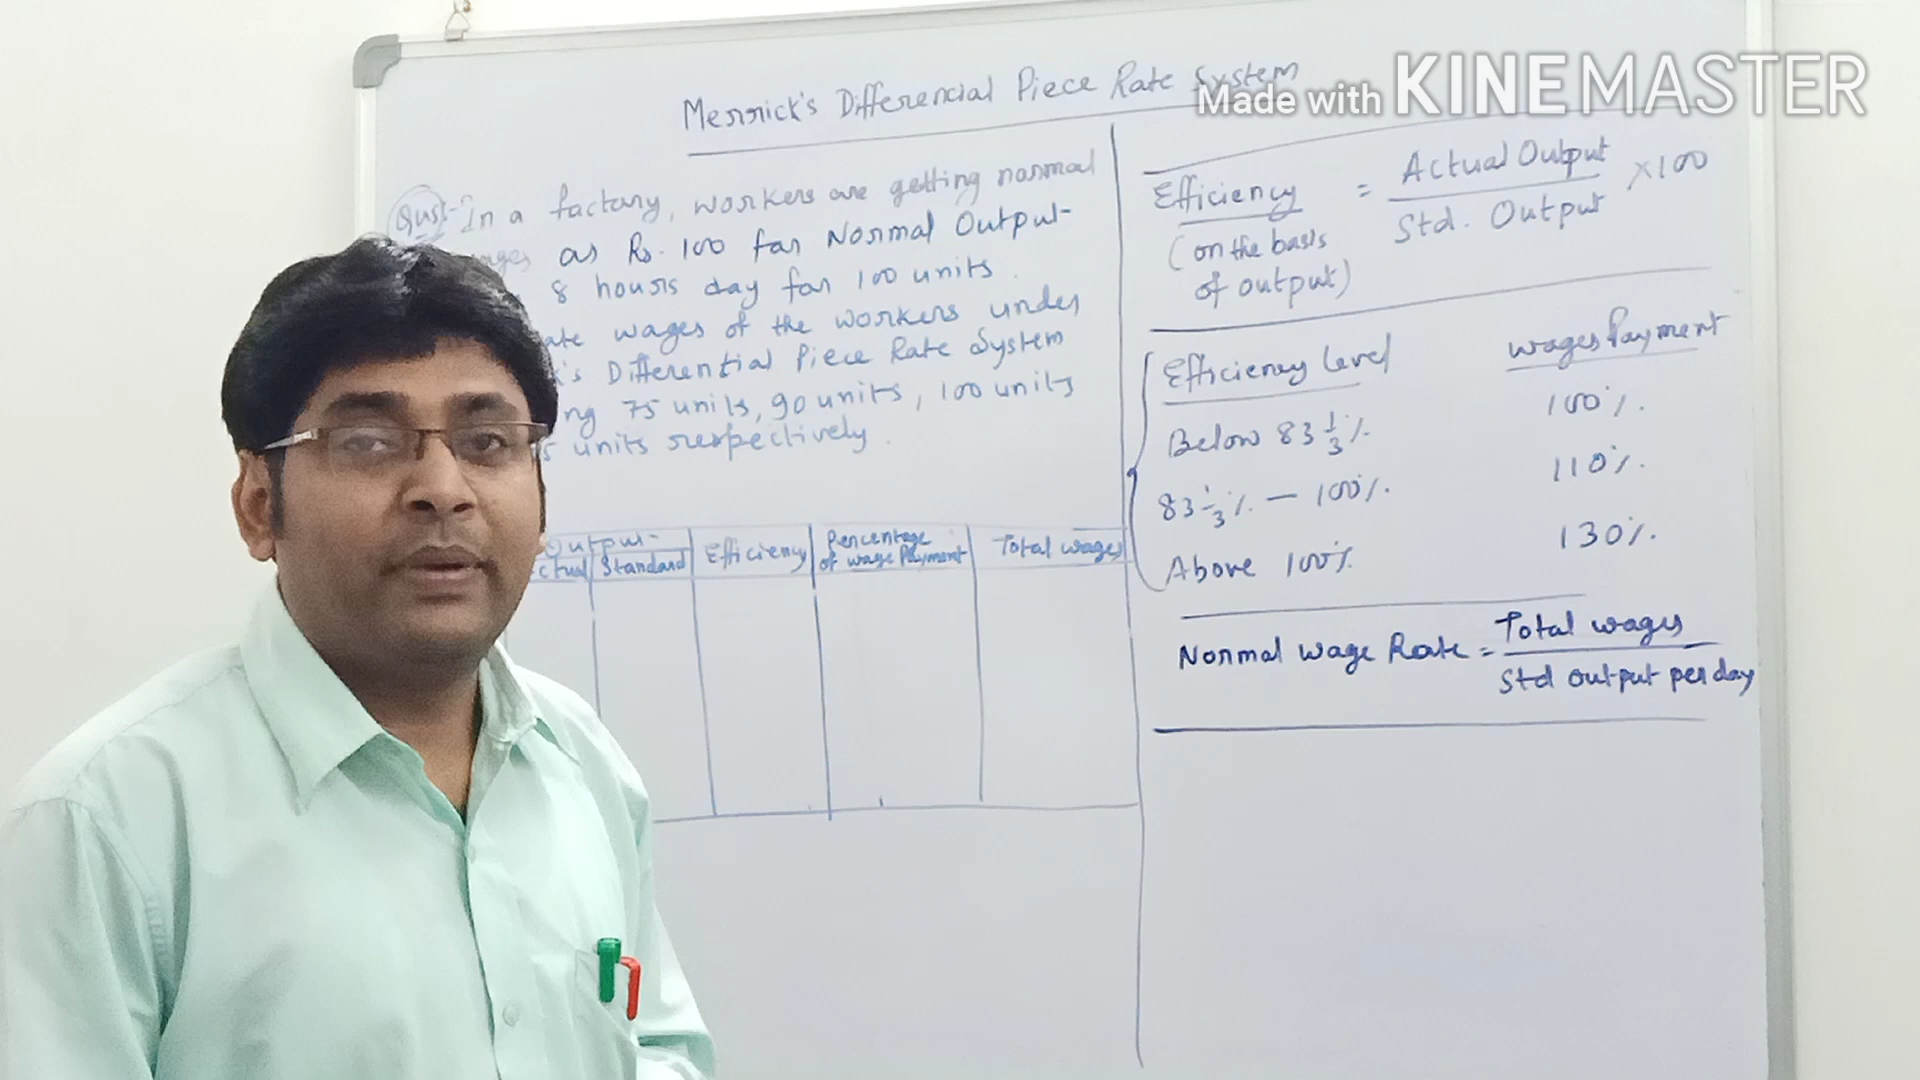 Merrick's Differencial Piece Rate System
Made with KINEMASTER
Qus:- In a factory, workers are getting normal
as Rs. 100 for Normal Output-
8 hours day for 100 units.
wages of the workers under
's Differential Piece Rate System
75 units, 90 units, 100 units
units respectively.
Output-
Standard
Efficiency
Percentage
of wage Payment
Total wages
Efficiency = Actual Output / Std. Output × 100
(on the basis
of output)
Efficiency Level wages Payment
Below 83 1/3 % 100%.
83 1/3 % — 100%. 110%.
Above 100% 130%.
Normal wage Rate = Total wages / Std output per day